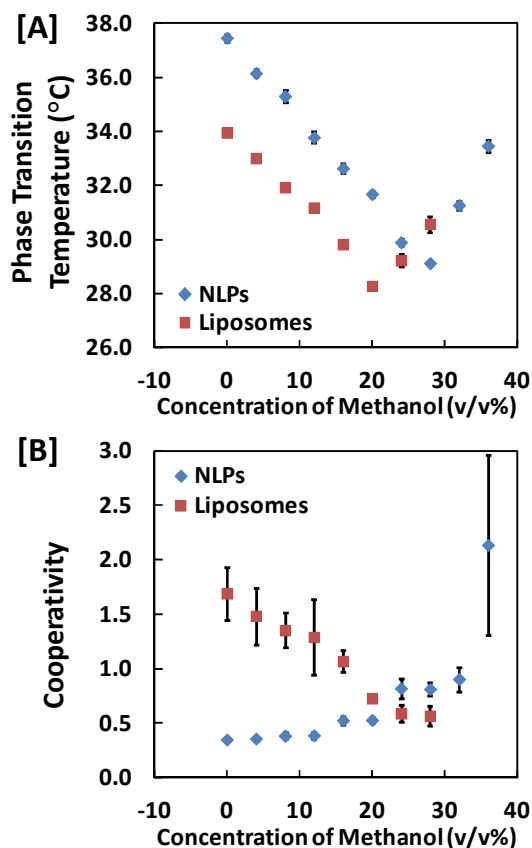 [A]
Phase Transition
Temperature (°C)
38.0
36.0
34.0
32.0
30.0
28.0
26.0
NLPs
Liposomes
-10 0 10 20 30 40
Concentration of Methanol (v/v%)
[B]
Cooperativity
3.0
2.5
2.0
1.5
1.0
0.5
0.0
NLPs
Liposomes
-10 0 10 20 30 40
Concentration of Methanol (v/v%)